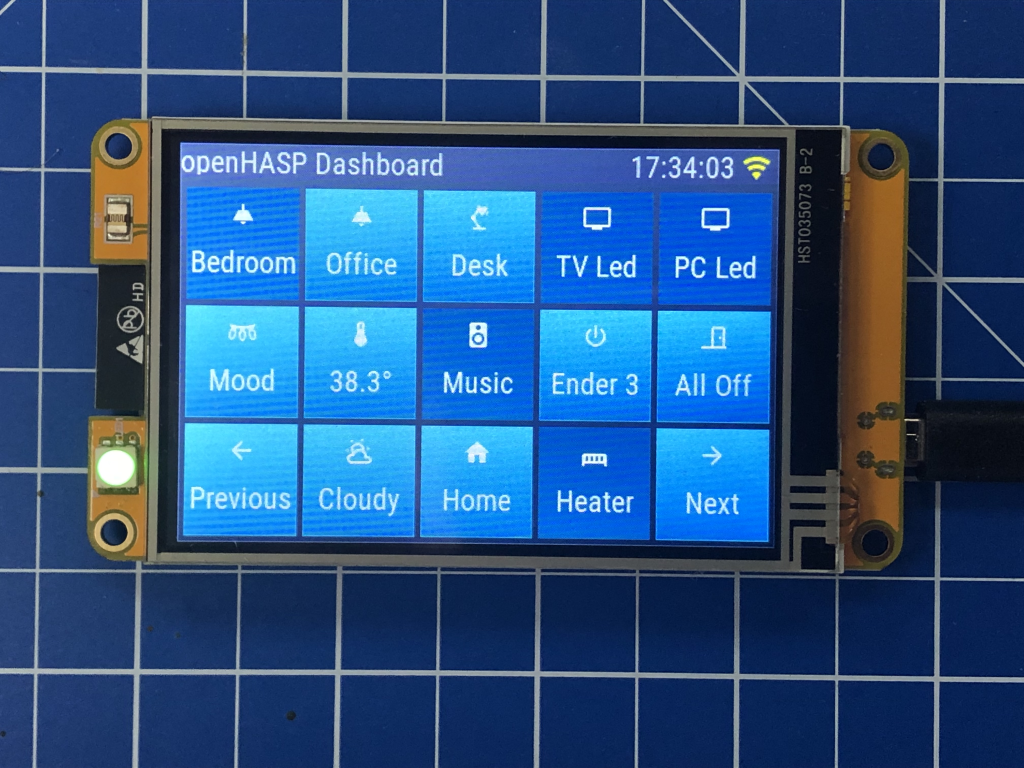 openHASP Dashboard 17:34:03
Bedroom Office Desk TV Led PC Led
Mood 38.3° Music Ender 3 All Off
Previous Cloudy Home Heater Next
HST035073 B-2
Pb HD